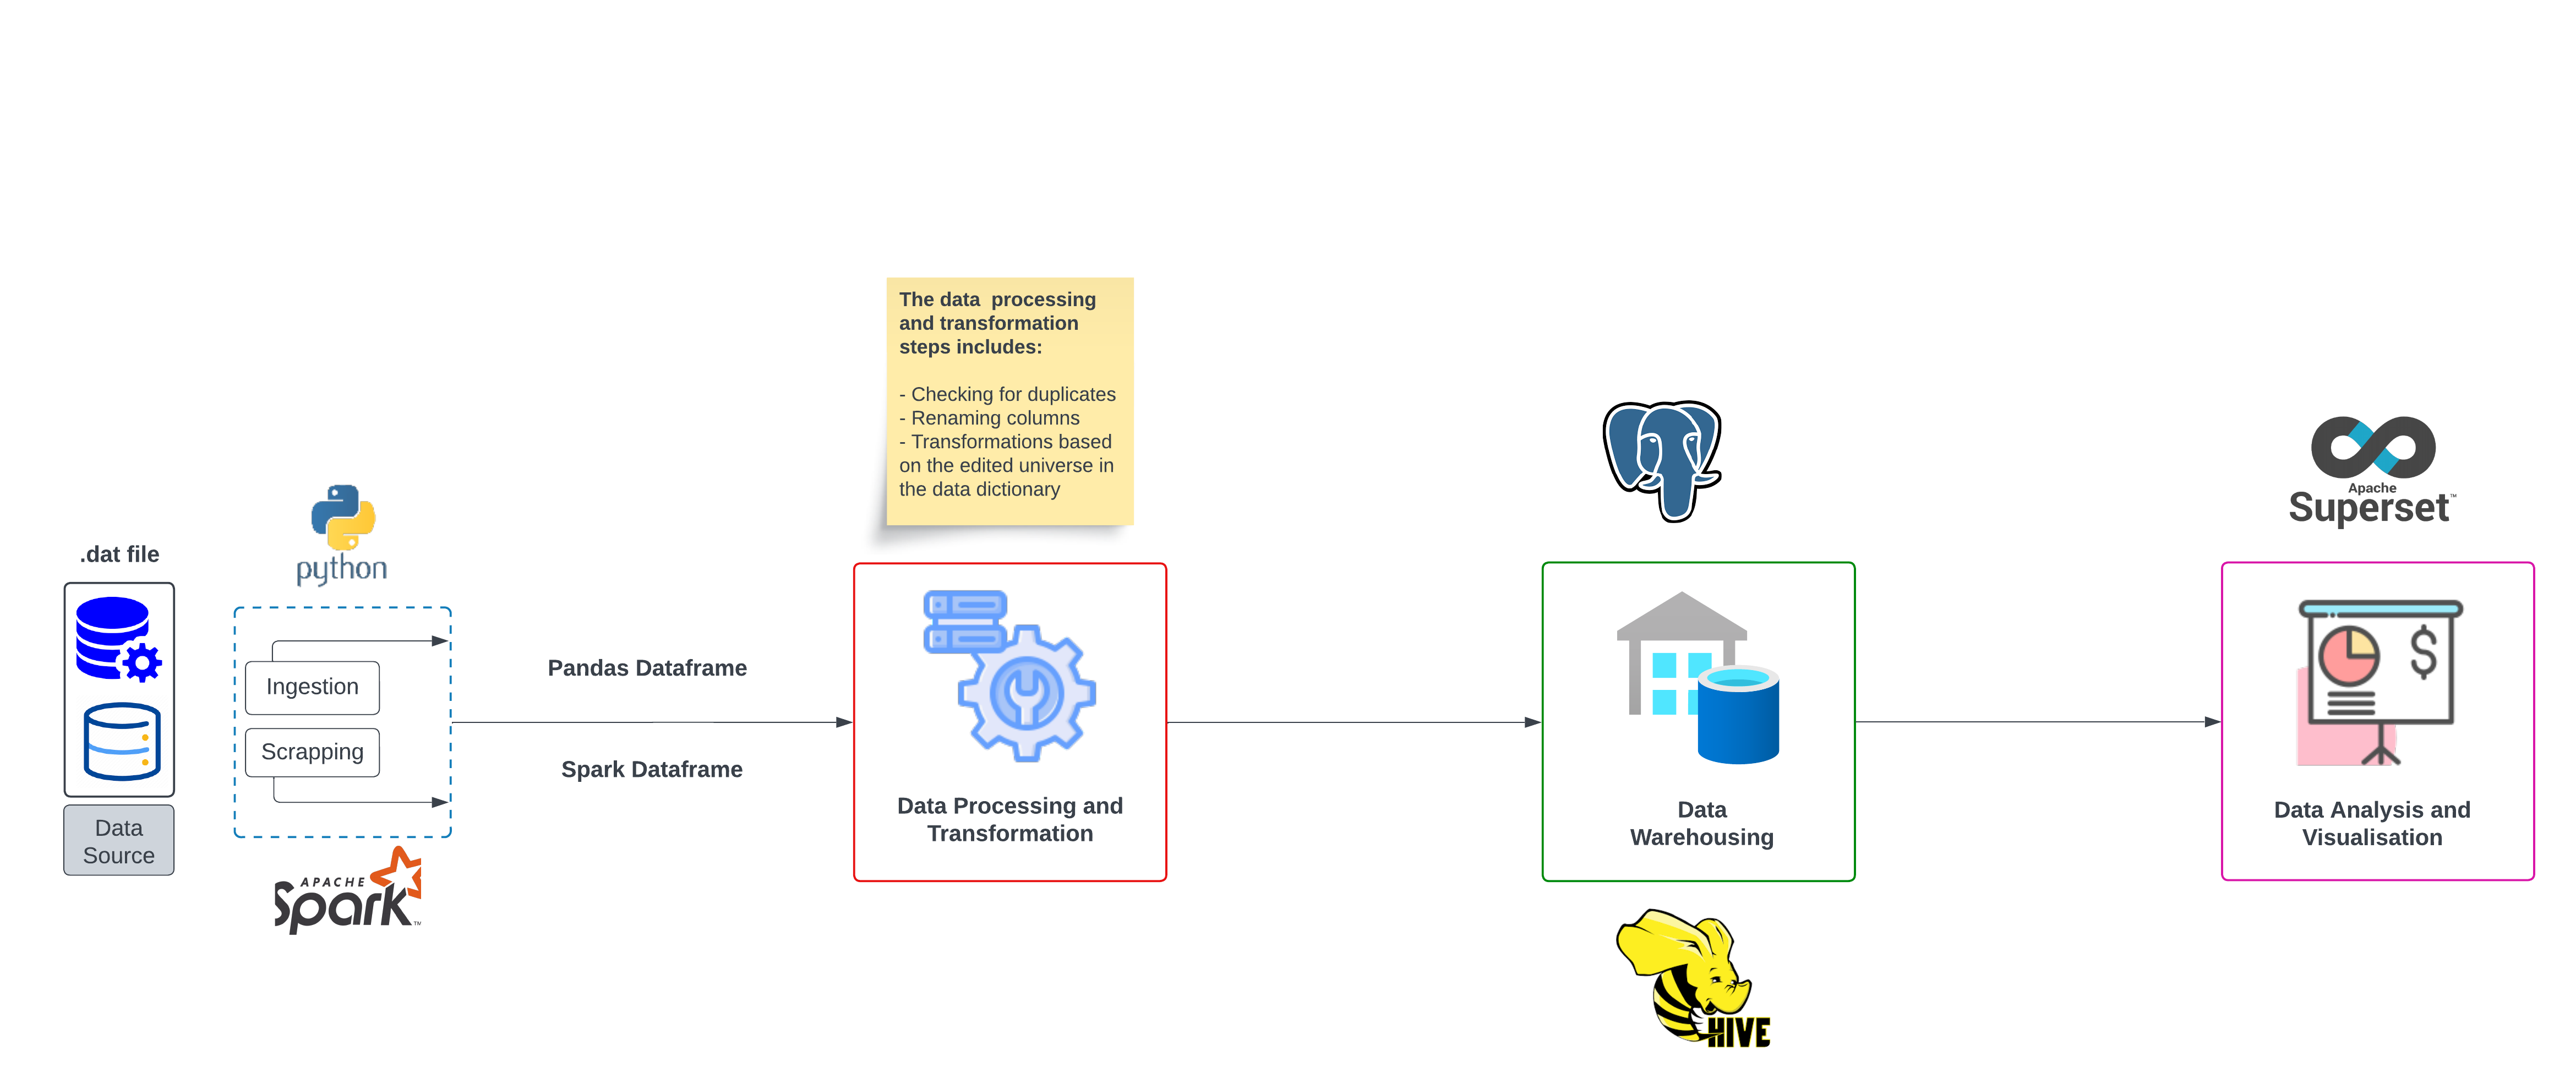 .dat file
Data
Source
python
Ingestion
Scrapping
APACHE
Spark™
Pandas Dataframe
Spark Dataframe
The data  processing
and transformation
steps includes:
- Checking for duplicates
- Renaming columns
- Transformations based
on the edited universe in
the data dictionary
Data Processing and
Transformation
Data
Warehousing
HIVE
Apache
Superset™
$
Data Analysis and
Visualisation